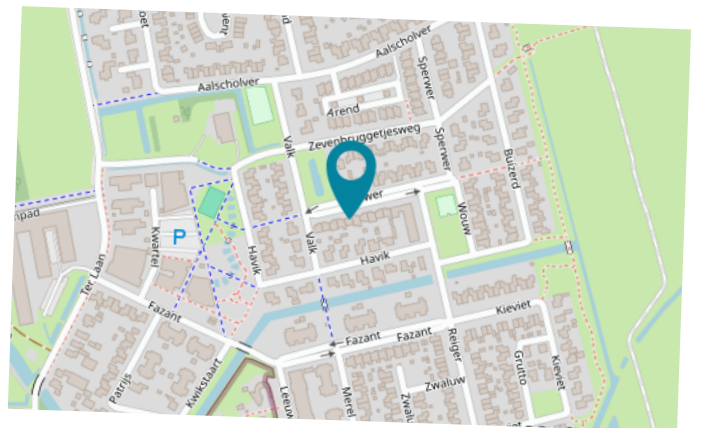 Aalscholver
Aalscholver
Sperwer
Arend
Zevenbruggetjesweg
Valk
Sperwer
Buizerd
P
Kwartel
Havik
Valk
Wouw
Havik
Ter Laan
Fazant
Kieviet
Fazant
Fazant
Reiger
Grutto
Kieviet
Patrijs
Kwikstaart
Zwaluw
Merel